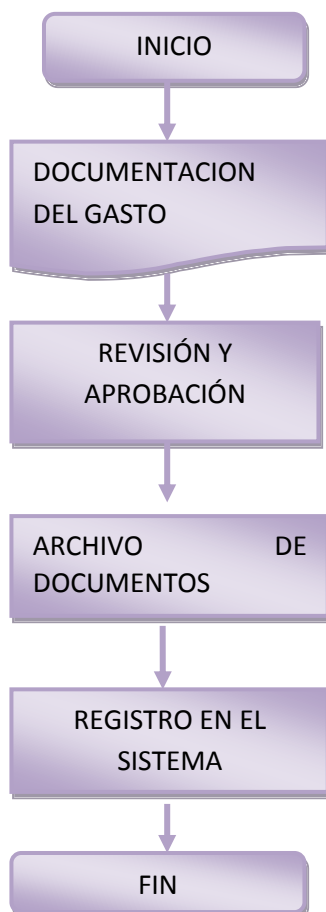 INICIO
DOCUMENTACION
DEL GASTO
REVISIÓN Y
APROBACIÓN
ARCHIVO DE
DOCUMENTOS
REGISTRO EN EL
SISTEMA
FIN